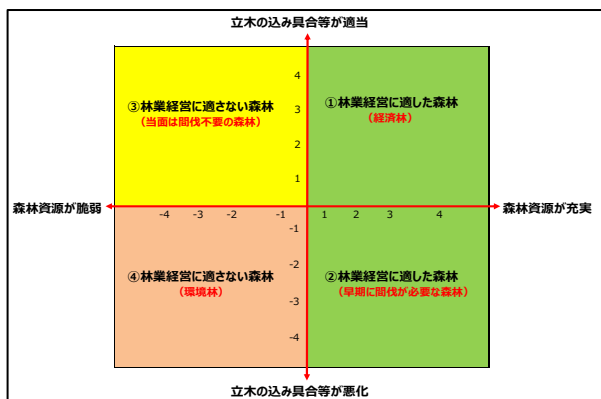 立木の込み具合等が適当
4
③林業経営に適さない森林
(当面は間伐不要の森林)
3
①林業経営に適した森林
(経済林)
2
1
森林資源が脆弱
-4 -3 -2 -1 1 2 3 4
森林資源が充実
-1
-2
④林業経営に適さない森林
(環境林)
②林業経営に適した森林
(早期に間伐が必要な森林)
-3
-4
立木の込み具合等が悪化